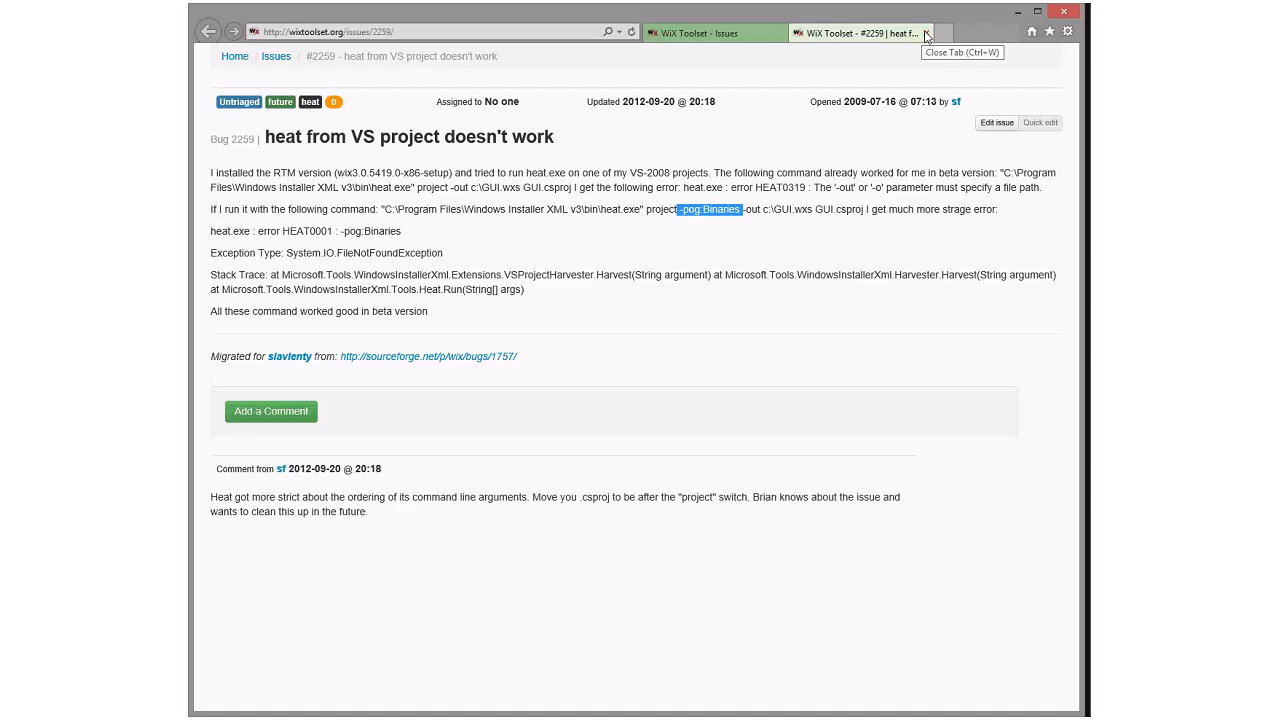 http://wixtoolset.org/issues/2259/
WiX Toolset - Issues
WiX Toolset - #2259 | heat f...
Close Tab (Ctrl+W)
Home Issues #2259 - heat from VS project doesn't work
Untriaged future heat 0 Assigned to No one Updated 2012-09-20 @ 20:18 Opened 2009-07-16 @ 07:13 by sf
Edit issue Quick edit
Bug 2259 | heat from VS project doesn't work
I installed the RTM version (wix3.0.5419.0-x86-setup) and tried to run heat.exe on one of my VS-2008 projects. The following command already worked for me in beta version: "C:\Program
Files\Windows Installer XML v3\bin\heat.exe" project -out c:\GUI.wxs GUI.csproj I get the following error: heat.exe : error HEAT0319 : The '-out' or '-o' parameter must specify a file path.
If I run it with the following command: "C:\Program Files\Windows Installer XML v3\bin\heat.exe" project -pog:Binaries -out c:\GUI.wxs GUI.csproj I get much more strage error:
heat.exe : error HEAT0001 : -pog:Binaries
Exception Type: System.IO.FileNotFoundException
Stack Trace: at Microsoft.Tools.WindowsInstallerXml.Extensions.VSProjectHarvester.Harvest(String argument) at Microsoft.Tools.WindowsInstallerXml.Harvester.Harvest(String argument)
at Microsoft.Tools.WindowsInstallerXml.Tools.Heat.Run(String[] args)
All these command worked good in beta version
Migrated for slavlenty from: http://sourceforge.net/p/wix/bugs/1757/
Add a Comment
Comment from sf 2012-09-20 @ 20:18
Heat got more strict about the ordering of its command line arguments. Move you .csproj to be after the "project" switch. Brian knows about the issue and
wants to clean this up in the future.